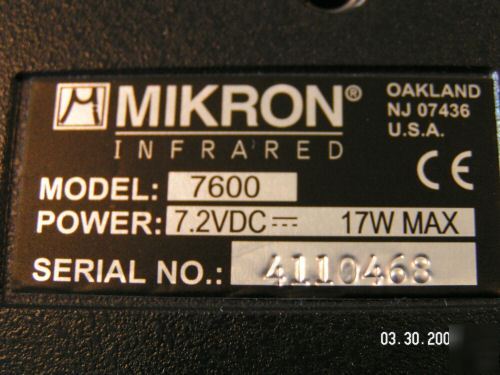 MIKRON®
INFRARED
OAKLAND
NJ 07436
U.S.A.
CE
MODEL: 7600
POWER: 7.2VDC⎓ 17W MAX
SERIAL NO.: 4110468
03.30.200